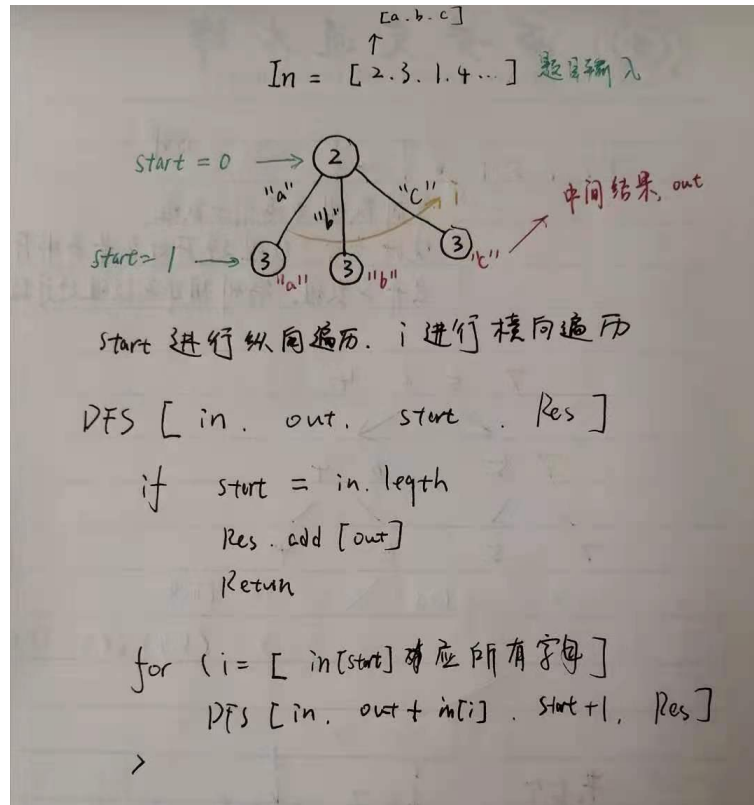 [a.b.c]
In = [2.3.1.4...] 题目输入
start = 0 2
"a" "b" "c" i
中间结果, out
start=1 3 "a" 3 "b" 3 "c"
start 进行纵向遍历. i 进行横向遍历
DFS [in. out. start. Res]
if start = in.legth
Res.add [out]
Return
for (i = [in[start] 对应所有字母]
DFS [in. out + in[i]. start+1. Res]
>